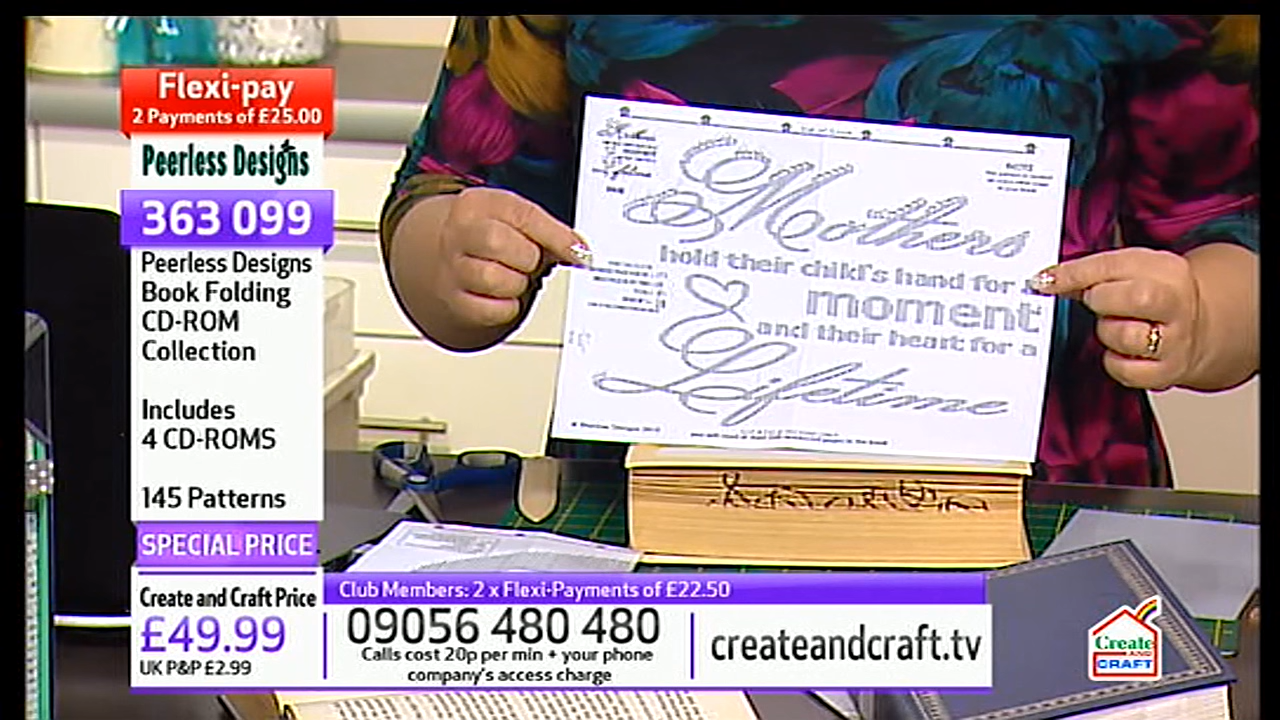 Flexi-pay
2 Payments of £25.00
Peerless Designs
363 099
Peerless Designs
Book Folding
CD-ROM
Collection
Includes
4 CD-ROMS
145 Patterns
SPECIAL PRICE
Create and Craft Price
£49.99
UK P&P £2.99
Club Members: 2 x Flexi-Payments of £22.50
09056 480 480
Calls cost 20p per min + your phone
company's access charge
createandcraft.tv
Create
AND
CRAFT
Mothers
hold their child's hand for a
moment
and their heart for a
Lifetime